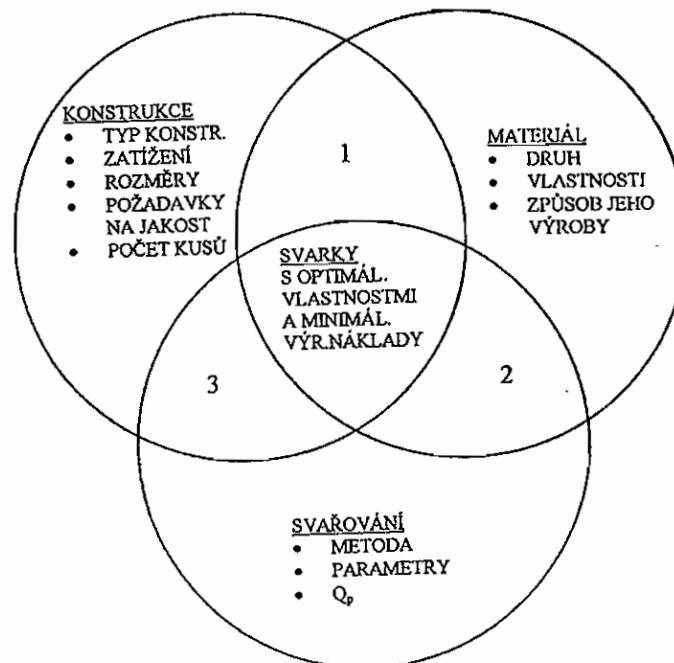 KONSTRUKCE
• TYP KONSTR.
• ZATÍŽENÍ
• ROZMĚRY
• POŽADAVKY
NA JAKOST
• POČET KUSŮ
1
MATERIÁL
• DRUH
• VLASTNOSTI
• ZPŮSOB JEHO
VÝROBY
SVARKY
S OPTIMÁL.
VLASTNOSTMI
A MINIMÁL.
VÝR.NÁKLADY
3
2
SVAŘOVÁNÍ
• METODA
• PARAMETRY
• Qₚ